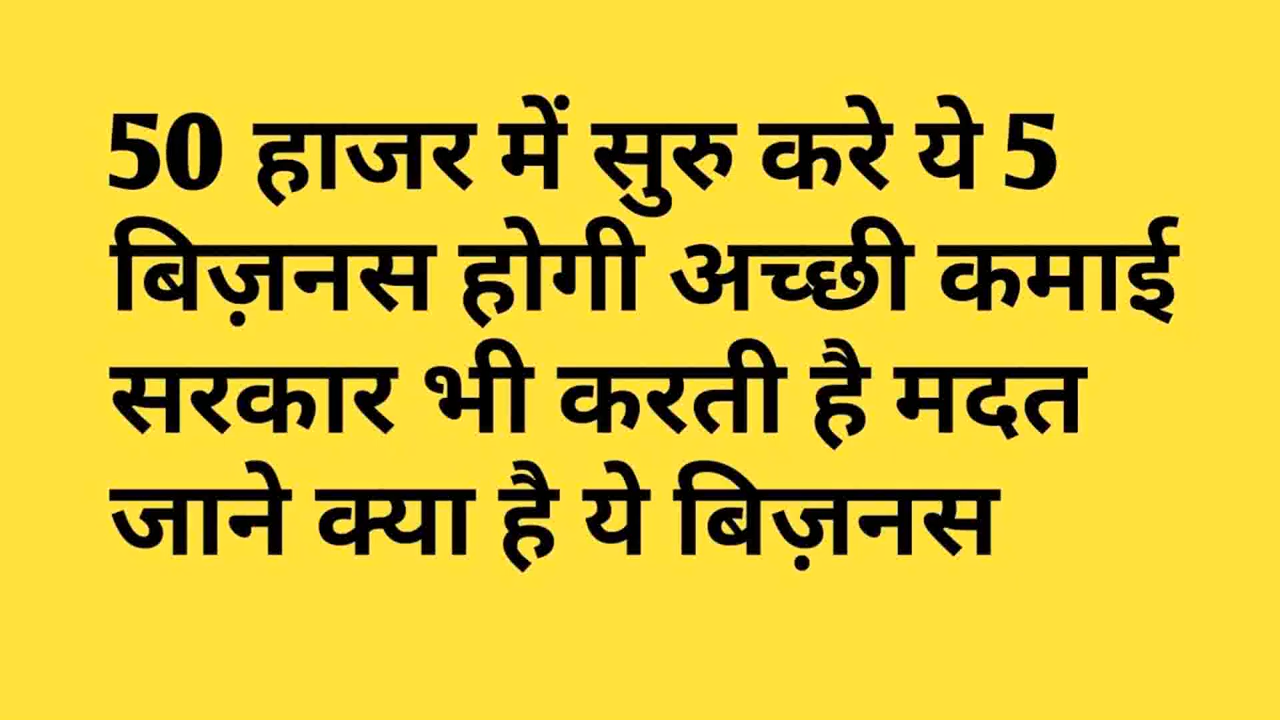 50 हाजर में सुरु करे ये 5
बिज़नस होगी अच्छी कमाई
सरकार भी करती है मदत
जाने क्या है ये बिज़नस